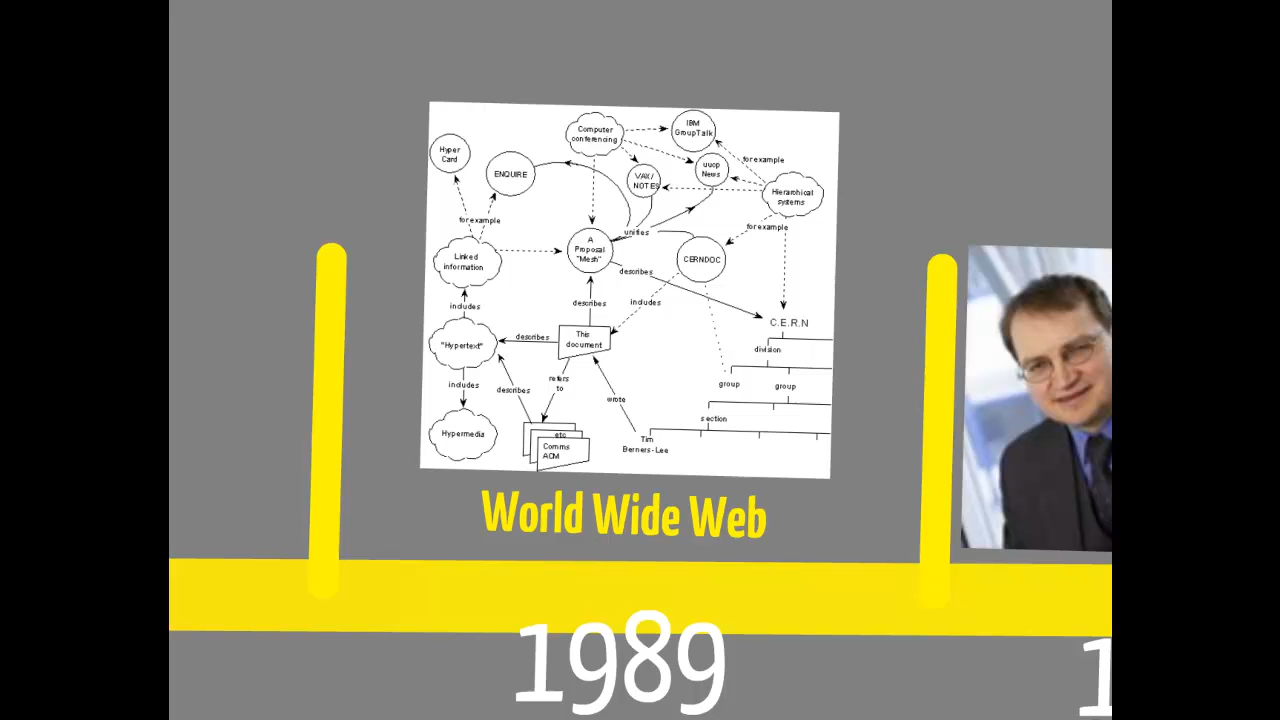 Computer
conferencing
IBM
GroupTalk
Hyper
Card
for example
uucp
News
ENQUIRE
VAX/
NOTES
Hierarchical
systems
for example
unifies
for example
A
Proposal
"Mesh"
Linked
information
CERNDOC
describes
includes
describes
includes
C.E.R.N
This
document
describes
"Hypertext"
division
refers
to
group
group
includes
describes
wrote
section
Hypermedia
etc
Tim
Berners-Lee
Comms
ACM
World Wide Web
1989
1